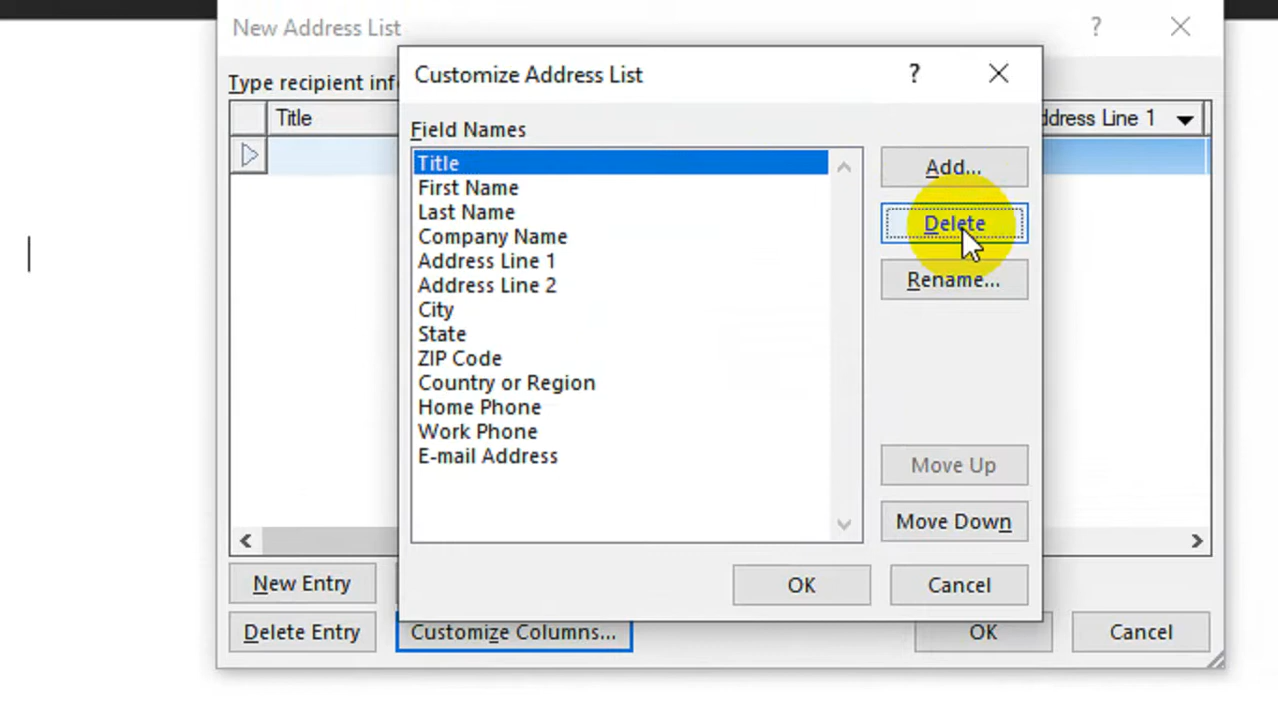 New Address List
?
Customize Address List
?
Type recipient inf
Field Names
Title
ddress Line 1
Title
First Name
Last Name
Company Name
Address Line 1
Address Line 2
City
State
ZIP Code
Country or Region
Home Phone
Work Phone
E-mail Address
Add...
Delete
Rename...
Move Up
Move Down
OK
Cancel
New Entry
Delete Entry
Customize Columns...
OK
Cancel